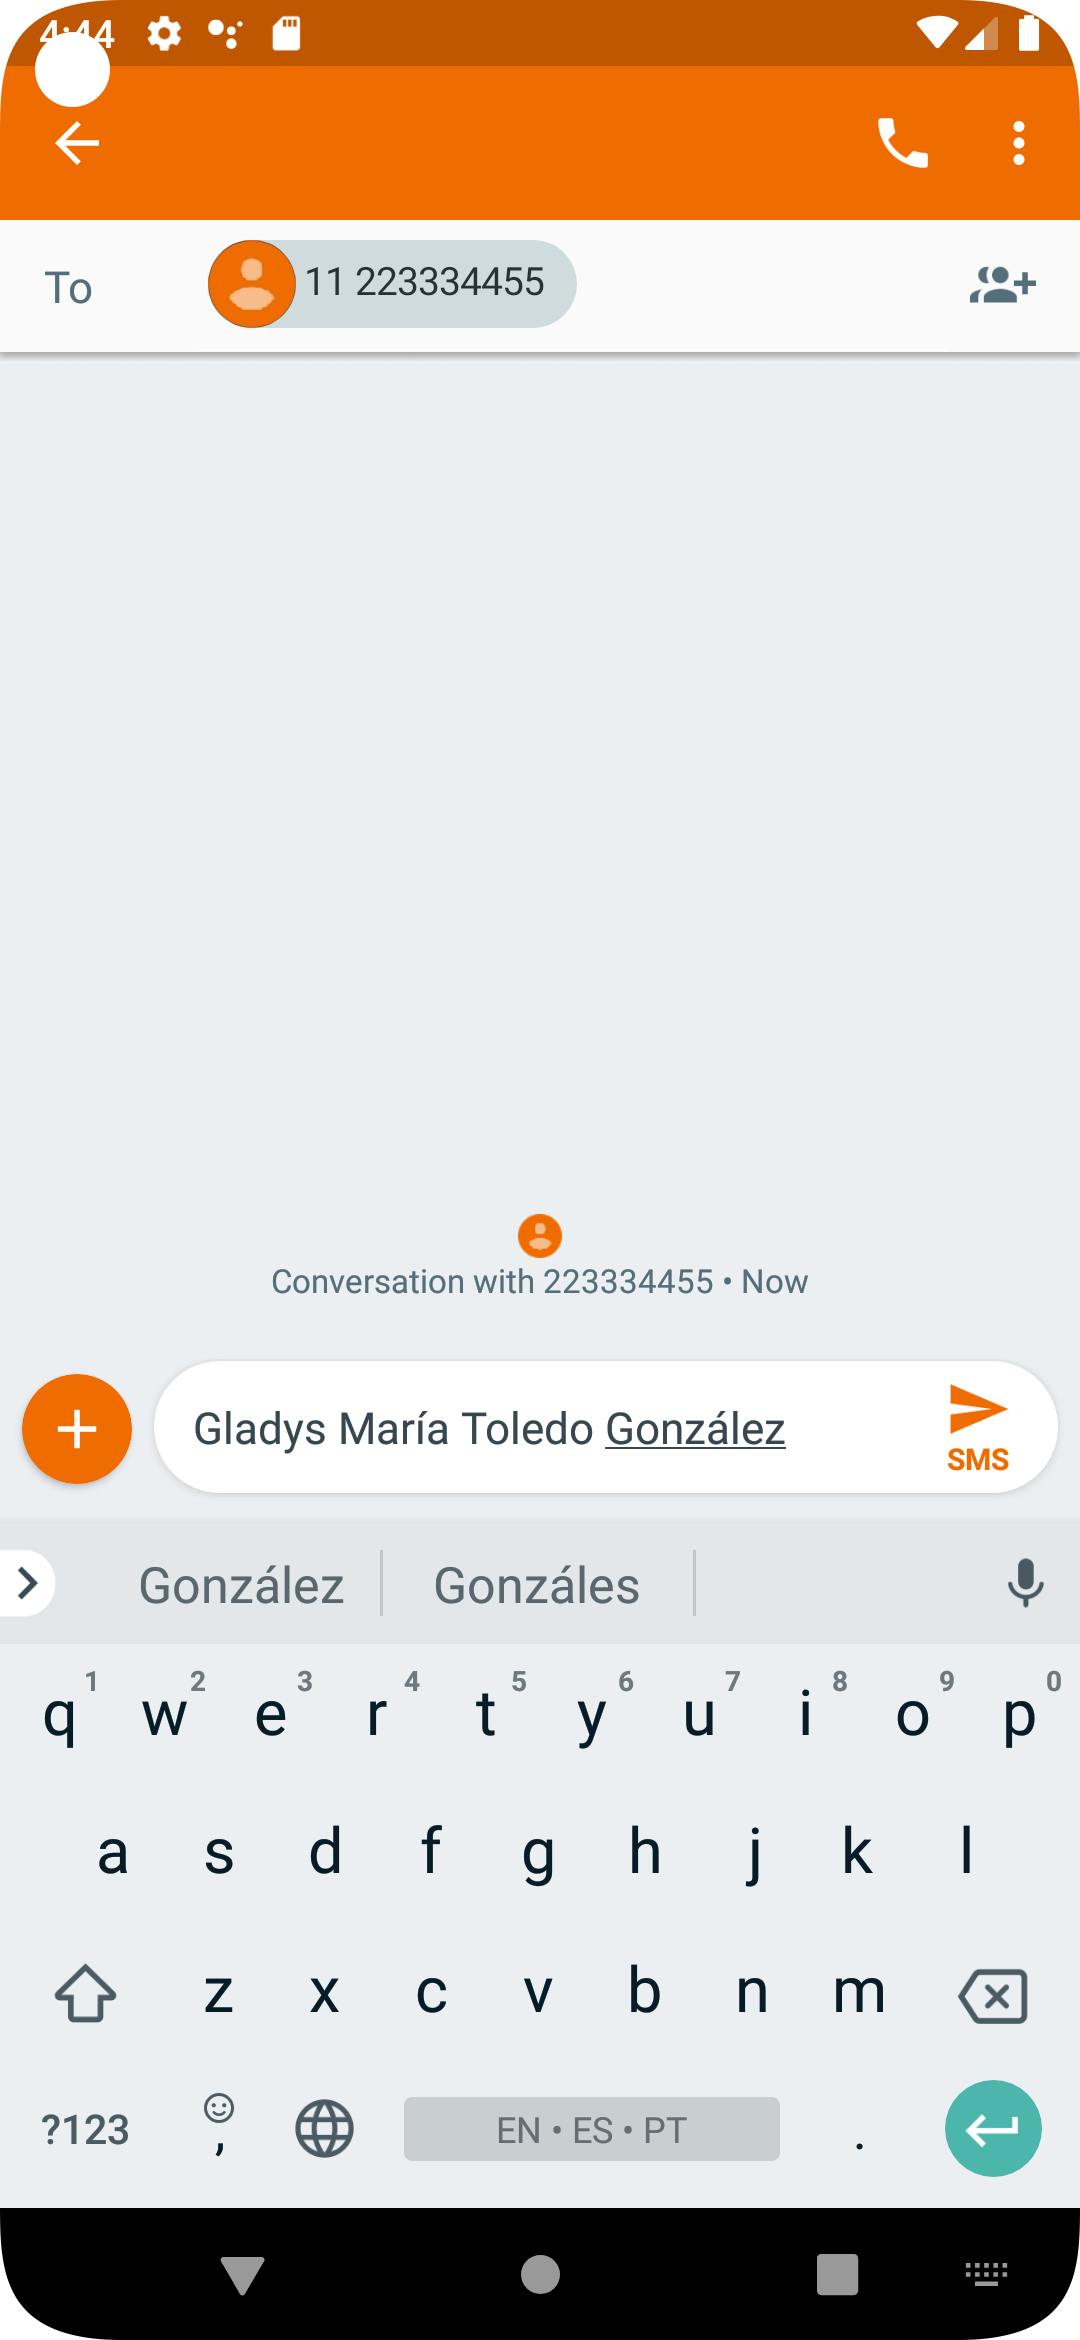 4:44
To 11 223334455
Conversation with 223334455 • Now
Gladys María Toledo González
SMS
González Gonzáles
1 2 3 4 5 6 7 8 9 0
q w e r t y u i o p
a s d f g h j k l
z x c v b n m
?123 , EN • ES • PT .